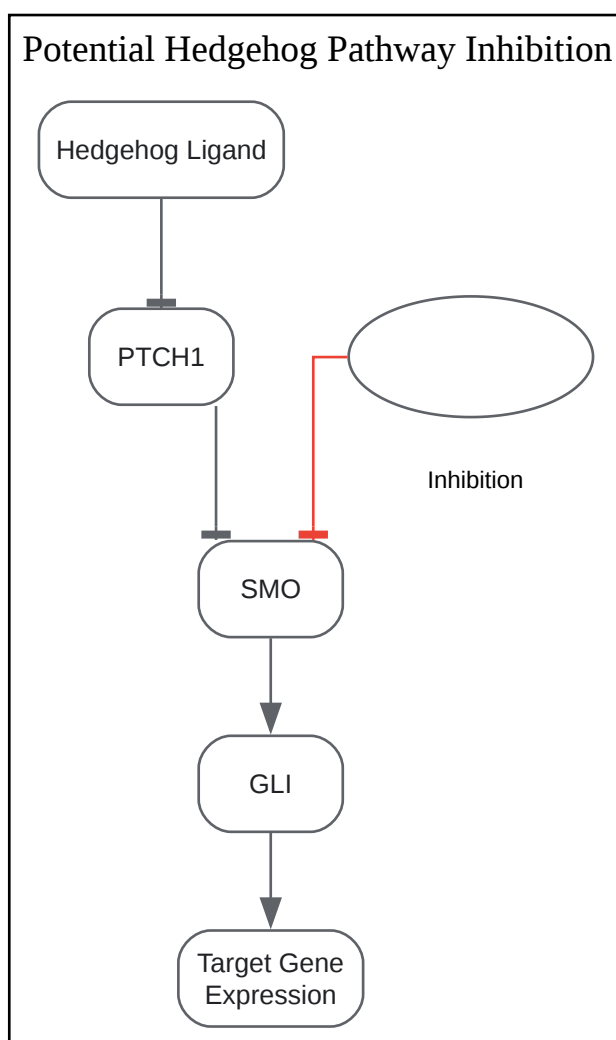 Potential Hedgehog Pathway Inhibition
Hedgehog Ligand
PTCH1
Inhibition
SMO
GLI
Target Gene
Expression